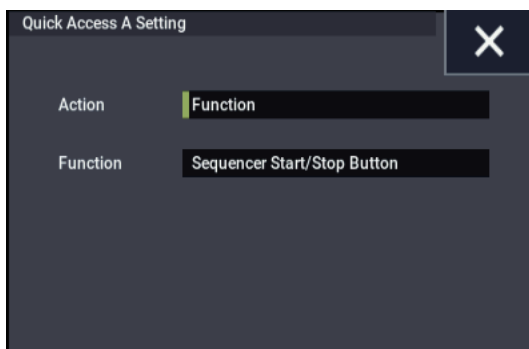 Quick Access A Setting
Action Function
Function Sequencer Start/Stop Button